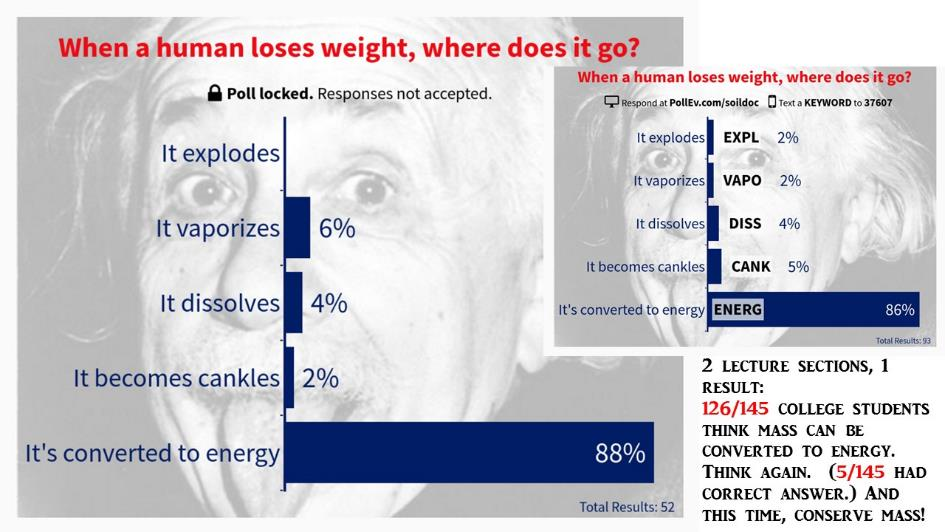 When a human loses weight, where does it go?
Poll locked. Responses not accepted.
It explodes
It vaporizes 6%
It dissolves 4%
It becomes cankles 2%
It's converted to energy 88%
Total Results: 52
When a human loses weight, where does it go?
Respond at PollEv.com/soildoc Text a KEYWORD to 37607
It explodes EXPL 2%
It vaporizes VAPO 2%
It dissolves DISS 4%
It becomes cankles CANK 5%
It's converted to energy ENERG 86%
Total Results: 93
2 LECTURE SECTIONS, 1
RESULT:
126/145 COLLEGE STUDENTS
THINK MASS CAN BE
CONVERTED TO ENERGY.
THINK AGAIN. (5/145 HAD
CORRECT ANSWER.) AND
THIS TIME, CONSERVE MASS!